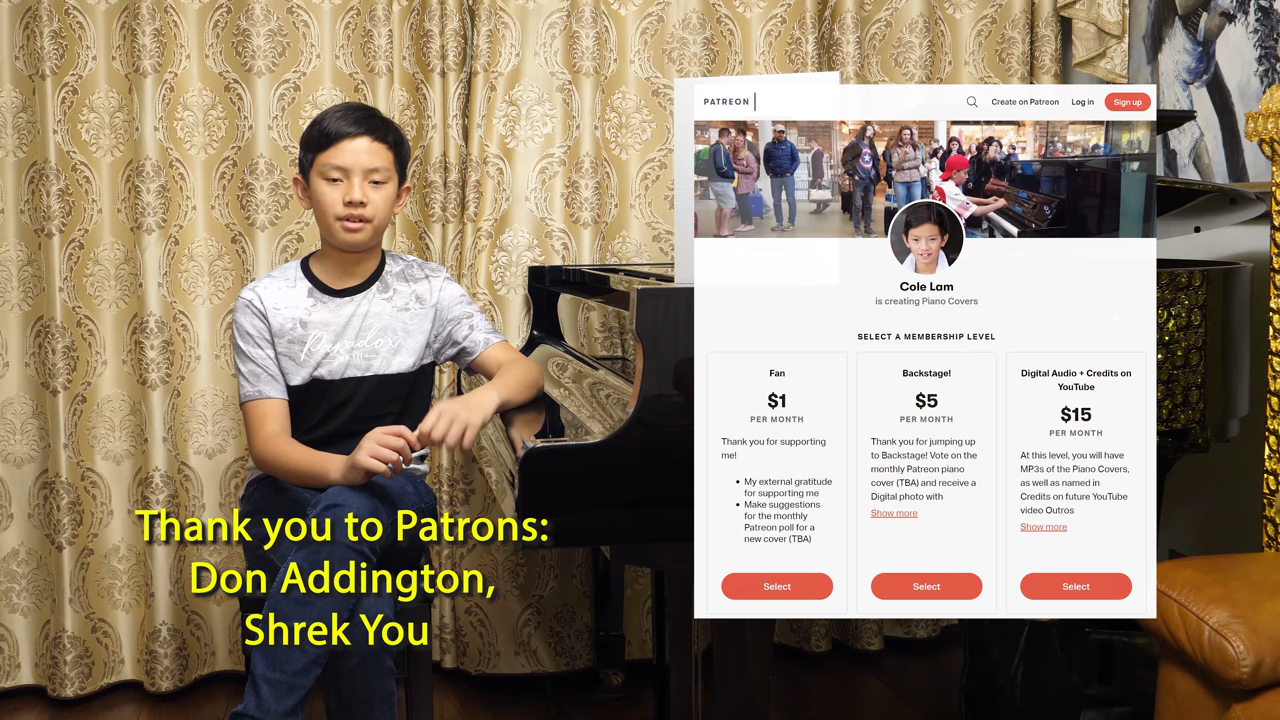 PATREON
Create on Patreon Log in Sign up
Cole Lam
is creating Piano Covers
SELECT A MEMBERSHIP LEVEL
Fan
$1
PER MONTH
Thank you for supporting
me!
• My external gratitude
for supporting me
• Make suggestions
for the monthly
Patreon poll for a
new cover (TBA)
Select
Backstage!
$5
PER MONTH
Thank you for jumping up
to Backstage! Vote on the
monthly Patreon piano
cover (TBA) and receive a
Digital photo with
Show more
Select
Digital Audio + Credits on
YouTube
$15
PER MONTH
At this level, you will have
MP3s of the Piano Covers,
as well as named in
Credits on future YouTube
video Outros
Show more
Select
Paradox
Thank you to Patrons:
Don Addington,
Shrek You